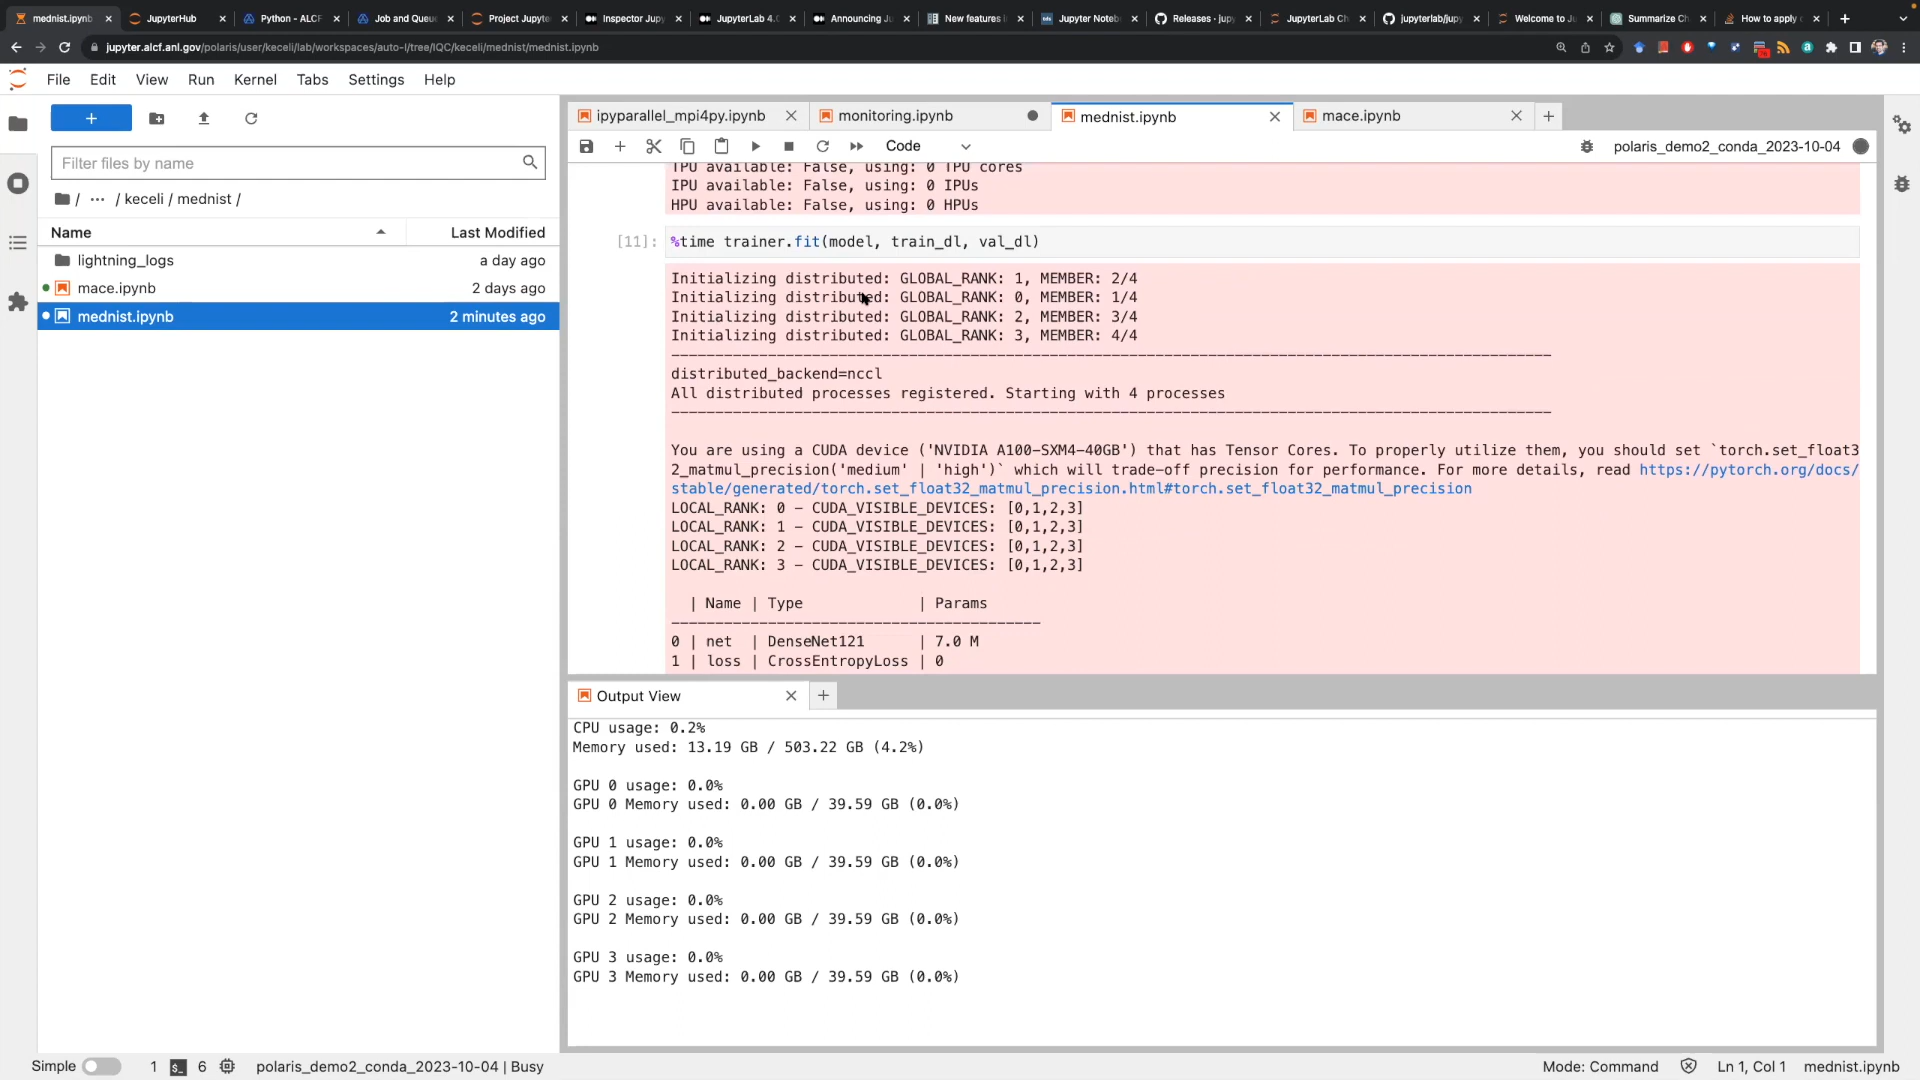 mednist.ipynb
JupyterHub
Python - ALCF
Job and Queu
Project Jupyte
Inspector Jup
JupyterLab 4.
Announcing Ju
New features i
Jupyter Noteb
Releases · jupy
JupyterLab Ch
jupyterlab/jupy
Welcome to Ju
Summarize Ch
How to apply
jupyter.alcf.anl.gov/polaris/user/keceli/lab/workspaces/auto-I/tree/IQC/keceli/mednist/mednist.ipynb
File Edit View Run Kernel Tabs Settings Help
Filter files by name
/ ··· / keceli / mednist /
Name Last Modified
lightning_logs a day ago
mace.ipynb 2 days ago
mednist.ipynb 2 minutes ago
ipyparallel_mpi4py.ipynb
monitoring.ipynb
mednist.ipynb
mace.ipynb
Code
polaris_demo2_conda_2023-10-04
TPU available: False, using: 0 TPU cores
IPU available: False, using: 0 IPUs
HPU available: False, using: 0 HPUs
[11]: %time trainer.fit(model, train_dl, val_dl)
Initializing distributed: GLOBAL_RANK: 1, MEMBER: 2/4
Initializing distributed: GLOBAL_RANK: 0, MEMBER: 1/4
Initializing distributed: GLOBAL_RANK: 2, MEMBER: 3/4
Initializing distributed: GLOBAL_RANK: 3, MEMBER: 4/4
----------------------------------------------------------------------------------------------------
distributed_backend=nccl
All distributed processes registered. Starting with 4 processes
----------------------------------------------------------------------------------------------------
You are using a CUDA device ('NVIDIA A100-SXM4-40GB') that has Tensor Cores. To properly utilize them, you should set `torch.set_float3
2_matmul_precision('medium' | 'high')` which will trade-off precision for performance. For more details, read https://pytorch.org/docs/
stable/generated/torch.set_float32_matmul_precision.html#torch.set_float32_matmul_precision
LOCAL_RANK: 0 - CUDA_VISIBLE_DEVICES: [0,1,2,3]
LOCAL_RANK: 1 - CUDA_VISIBLE_DEVICES: [0,1,2,3]
LOCAL_RANK: 2 - CUDA_VISIBLE_DEVICES: [0,1,2,3]
LOCAL_RANK: 3 - CUDA_VISIBLE_DEVICES: [0,1,2,3]
| Name | Type | Params
------------------------------------------
0 | net | DenseNet121 | 7.0 M
1 | loss | CrossEntropyLoss | 0
Output View
CPU usage: 0.2%
Memory used: 13.19 GB / 503.22 GB (4.2%)
GPU 0 usage: 0.0%
GPU 0 Memory used: 0.00 GB / 39.59 GB (0.0%)
GPU 1 usage: 0.0%
GPU 1 Memory used: 0.00 GB / 39.59 GB (0.0%)
GPU 2 usage: 0.0%
GPU 2 Memory used: 0.00 GB / 39.59 GB (0.0%)
GPU 3 usage: 0.0%
GPU 3 Memory used: 0.00 GB / 39.59 GB (0.0%)
Simple 1 6 polaris_demo2_conda_2023-10-04 | Busy Mode: Command Ln 1, Col 1 mednist.ipynb